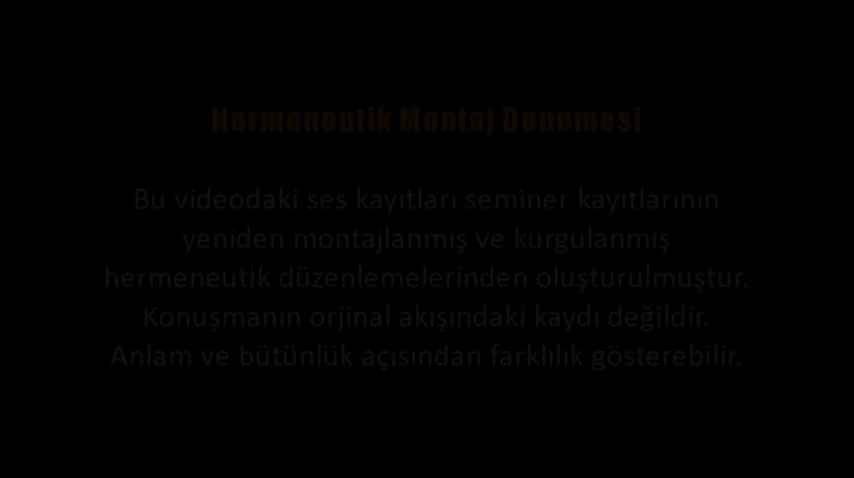 Hermeneutik Montaj Denemesi
Bu videodaki ses kayıtları seminer kayıtlarının
yeniden montajlanmış ve kurgulanmış
hermeneutik düzenlemelerinden oluşturulmuştur.
Konuşmanın orjinal akışındaki kaydı değildir.
Anlam ve bütünlük açısından farklılık gösterebilir.